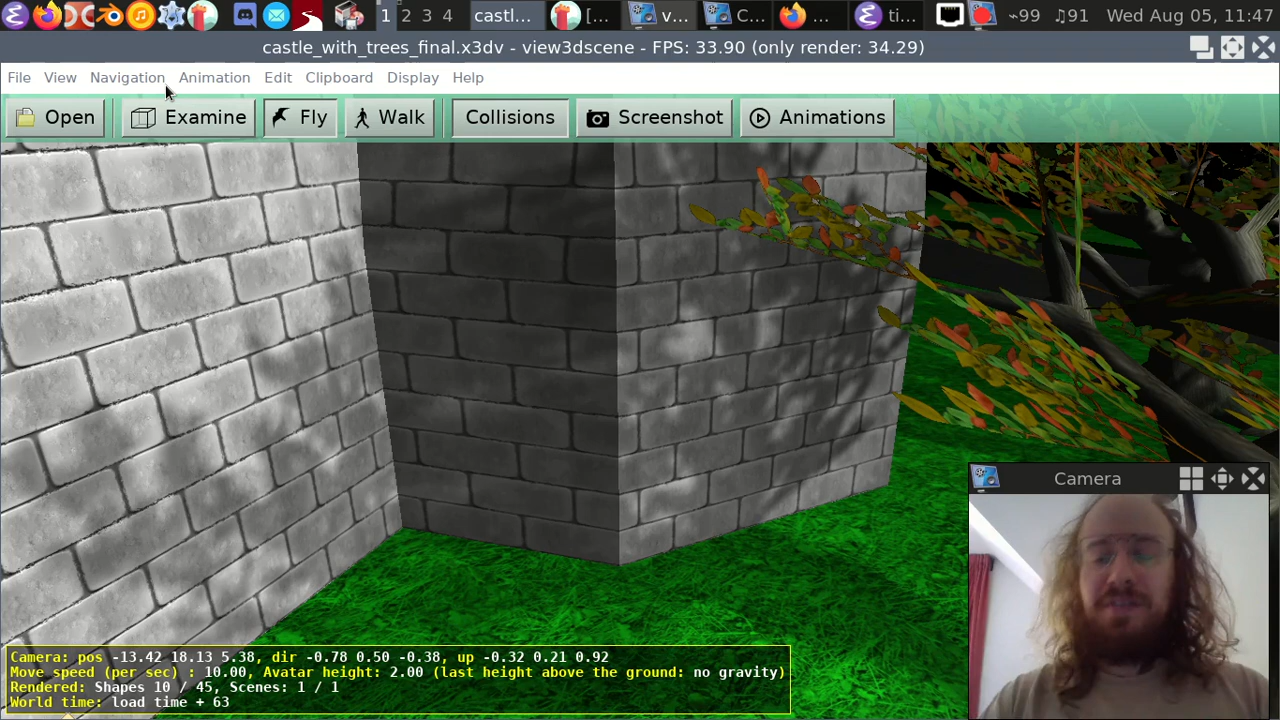 1 2 3 4 castl... [... v... C... ... ti... ~99 ♫91 Wed Aug 05, 11:47
castle_with_trees_final.x3dv - view3dscene - FPS: 33.90 (only render: 34.29)
File View Navigation Animation Edit Clipboard Display Help
Open Examine Fly Walk Collisions Screenshot Animations
Camera
Camera: pos -13.42 18.13 5.38, dir -0.78 0.50 -0.38, up -0.32 0.21 0.92
Move speed (per sec) : 10.00, Avatar height: 2.00 (last height above the ground: no gravity)
Rendered: Shapes 10 / 45, Scenes: 1 / 1
World time: load time + 63